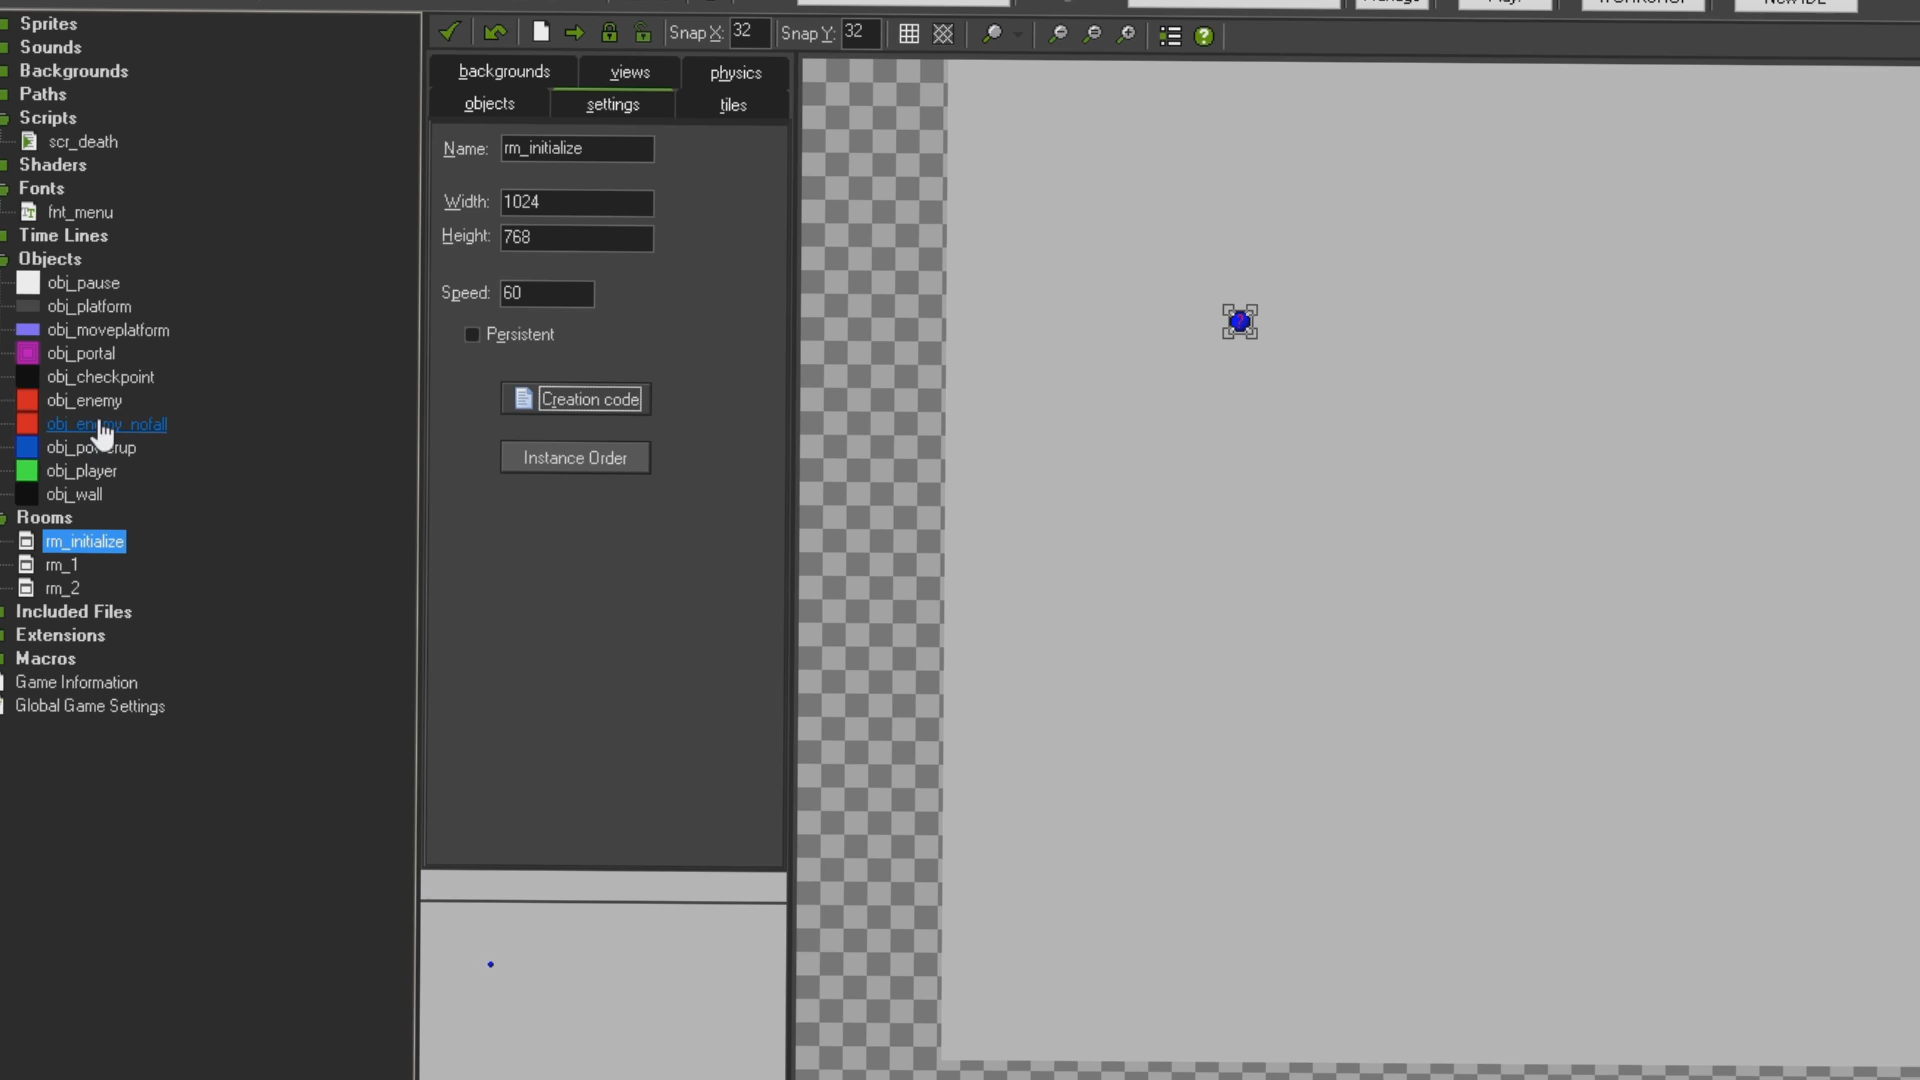 Sprites
Sounds
Backgrounds
Paths
Scripts
scr_death
Shaders
Fonts
fnt_menu
Time Lines
Objects
obj_pause
obj_platform
obj_moveplatform
obj_portal
obj_checkpoint
obj_enemy
obj_enemy_nofall
obj_powerup
obj_player
obj_wall
Rooms
rm_initialize
rm_1
rm_2
Included Files
Extensions
Macros
Game Information
Global Game Settings
Snap X: 32 Snap Y: 32
backgrounds views physics
objects settings tiles
Name: rm_initialize
Width: 1024
Height: 768
Speed: 60
Persistent
Creation code
Instance Order